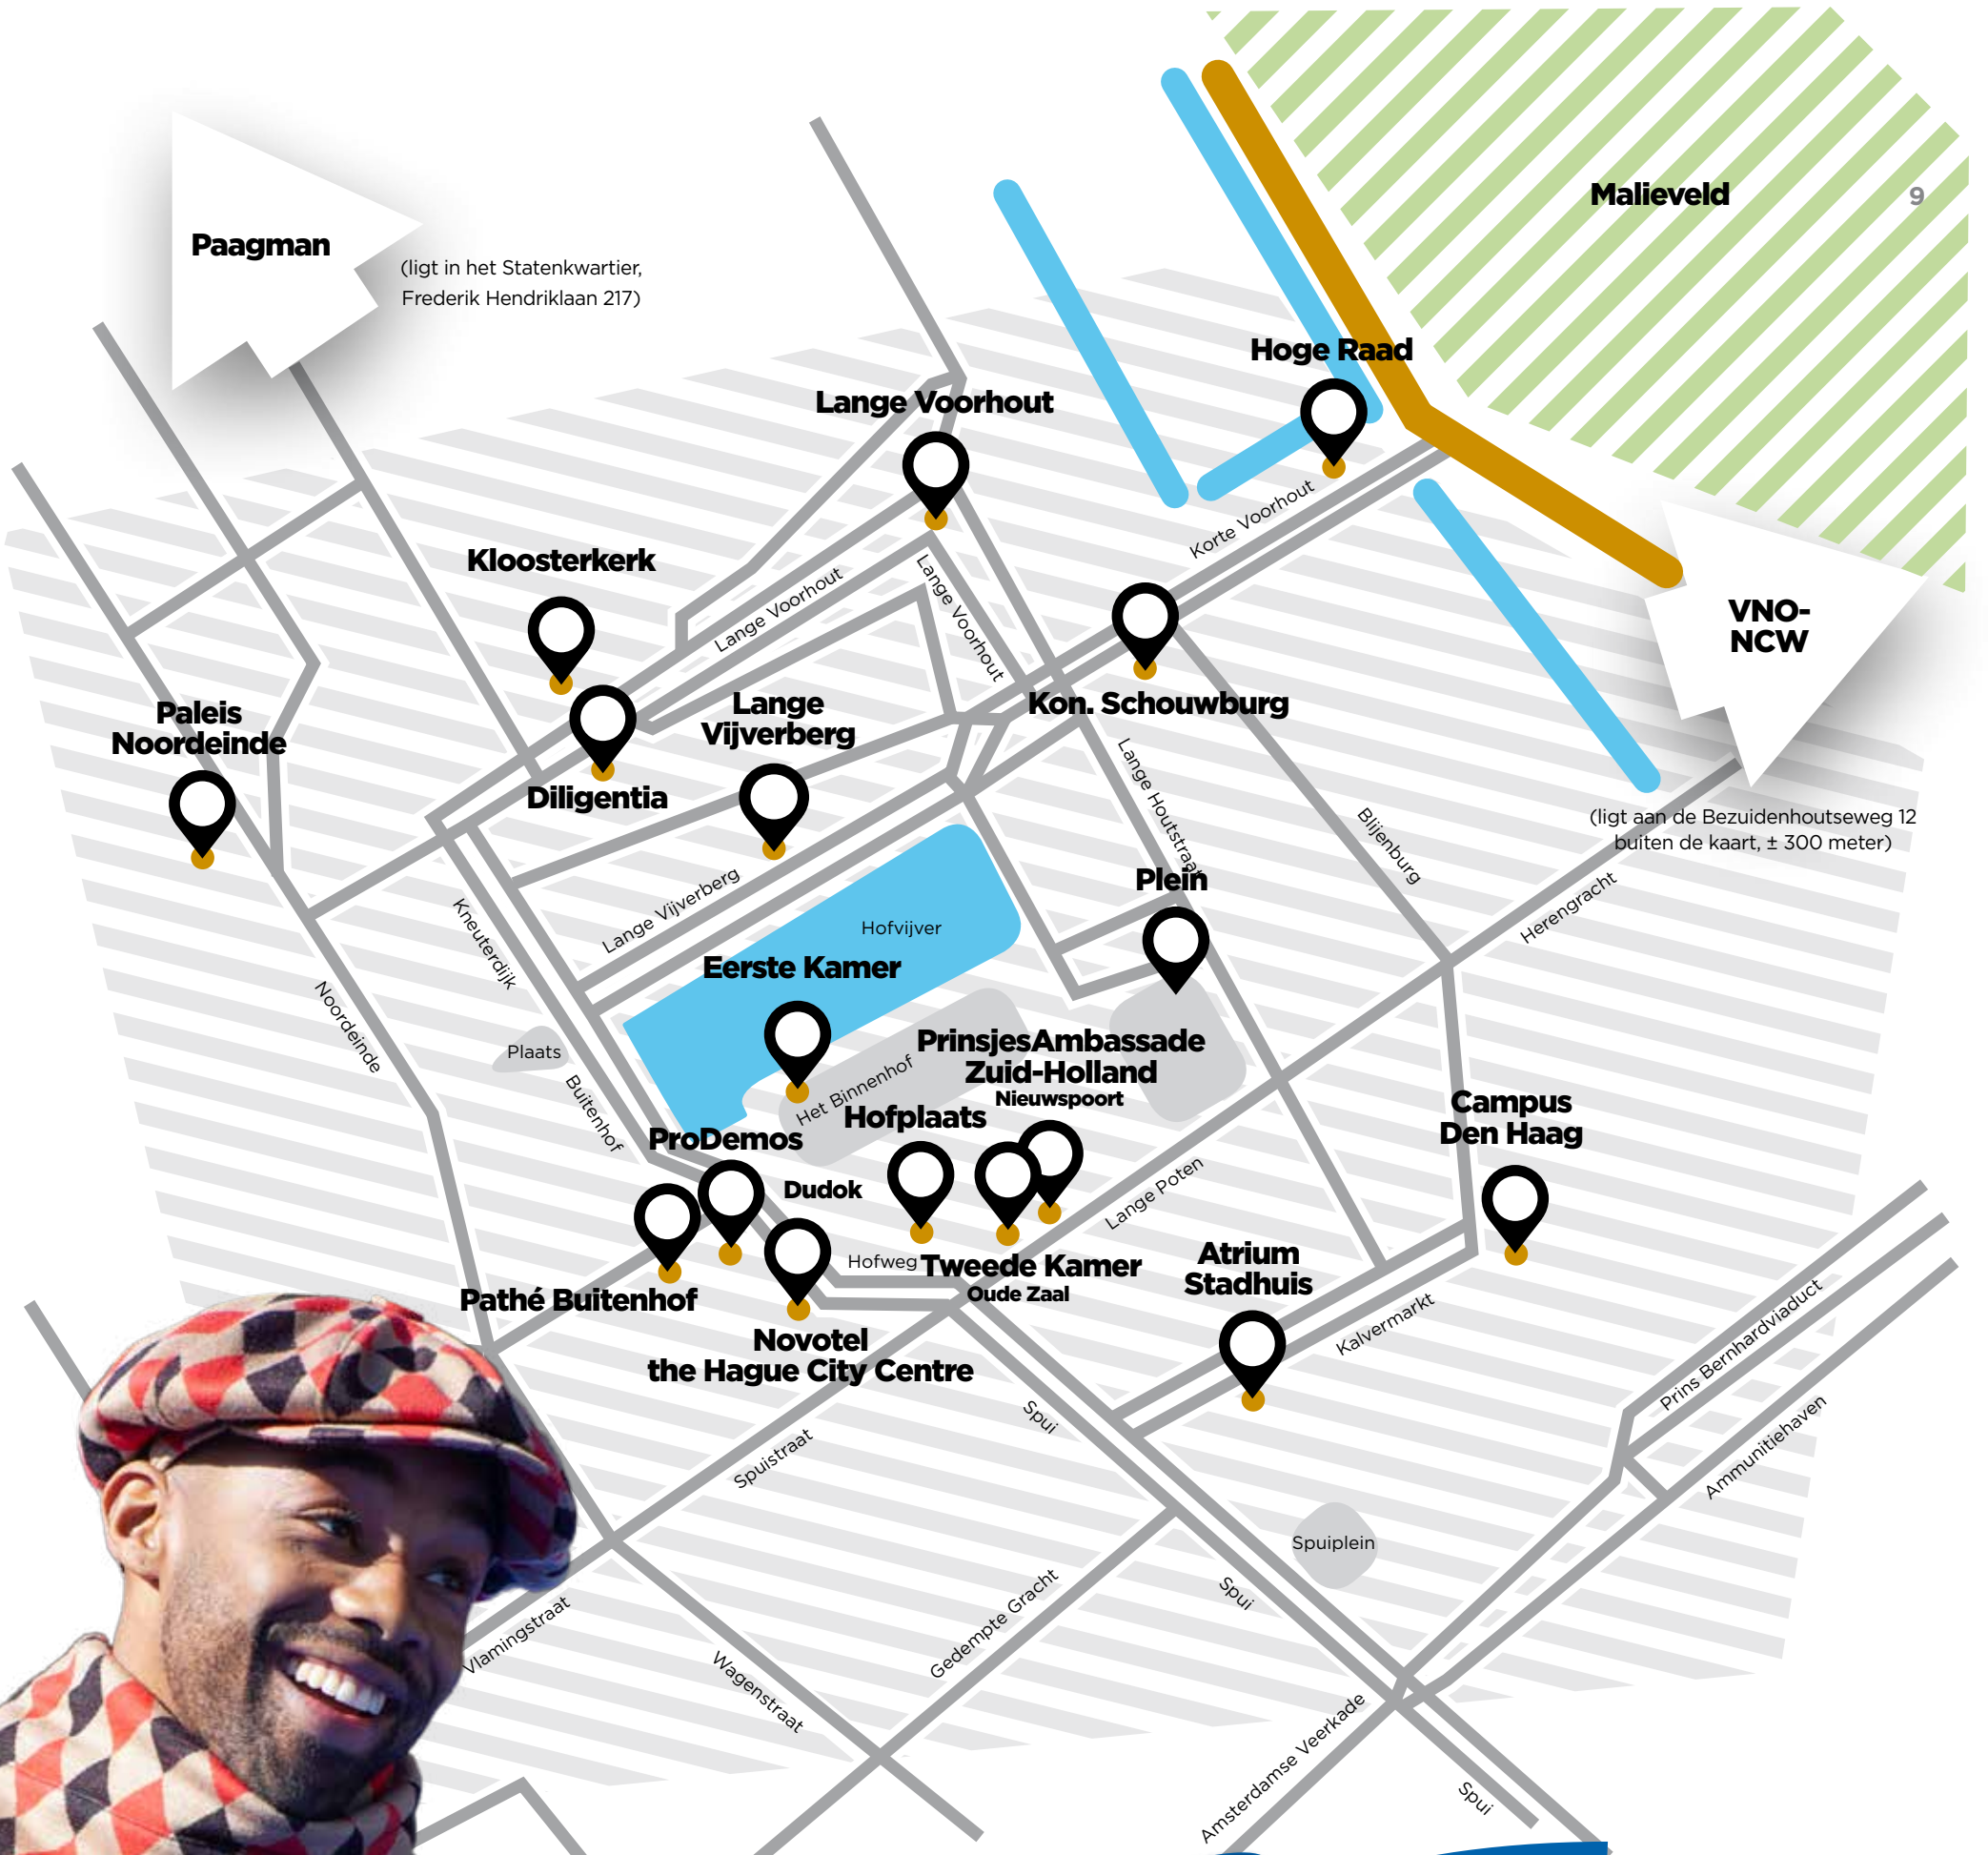 Malieveld
9
Paagman
(ligt in het Statenkwartier,
Frederik Hendriklaan 217)
Hoge Raad
Lange Voorhout
Korte Voorhout
Kloosterkerk
Lange Voorhout
Lange Voorhout
VNO-
NCW
Paleis
Noordeinde
Lange
Vijverberg
Kon. Schouwburg
Diligentia
Lange Houtstraat
Blijenburg
(ligt aan de Bezuidenhoutseweg 12
buiten de kaart, ± 300 meter)
Plein
Herengracht
Lange Vijverberg
Kneuterdijk
Hofvijver
Eerste Kamer
Noordeinde
Plaats
Buitenhof
Het Binnenhof
PrinsjesAmbassade
Zuid-Holland
Nieuwspoort
Hofplaats
Campus
Den Haag
ProDemos
Dudok
Lange Poten
Hofweg
Tweede Kamer
Oude Zaal
Atrium
Stadhuis
Pathé Buitenhof
Kalvermarkt
Novotel
the Hague City Centre
Prins Bernhardviaduct
Spui
Ammunitiehaven
Spuistraat
Spuiplein
Spui
Vlamingstraat
Gedempte Gracht
Wagenstraat
Amsterdamse Veerkade
Spui